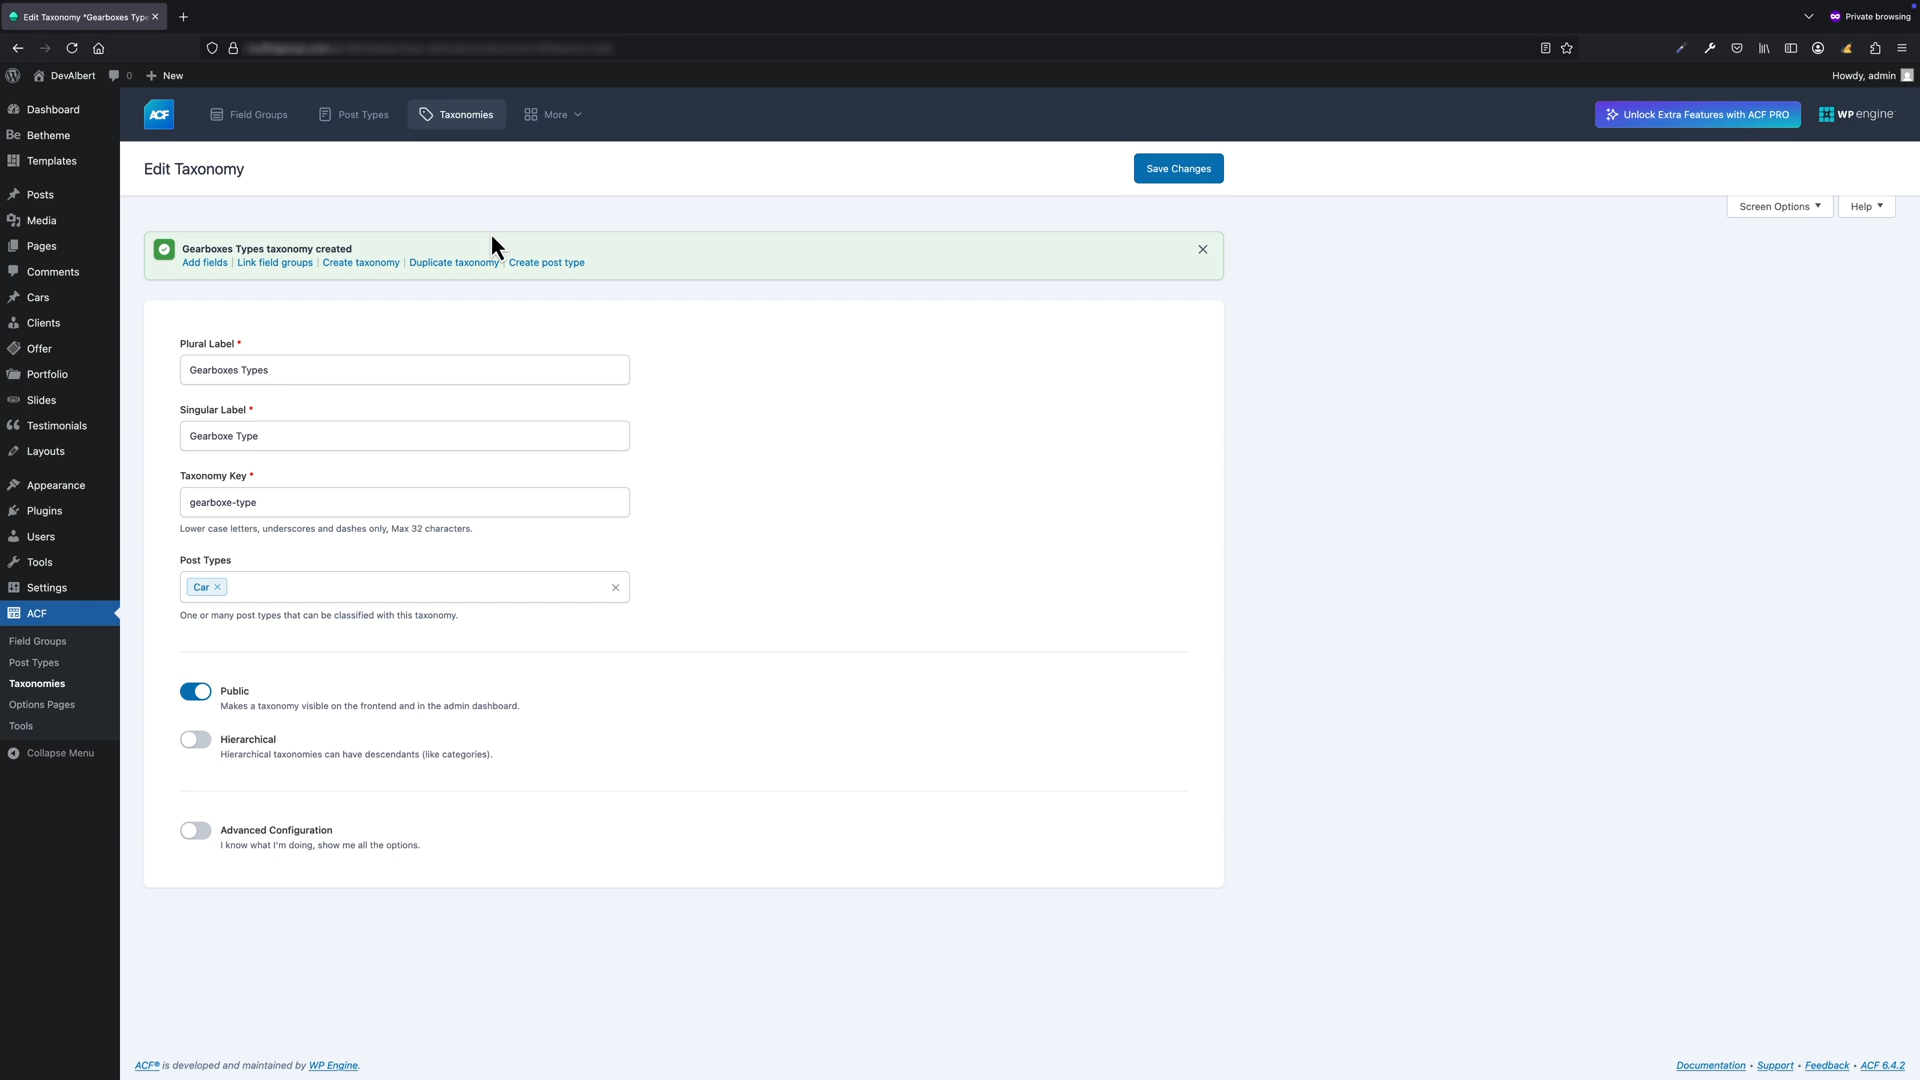 Edit Taxonomy "Gearboxes Type
Private browsing
DevAlbert
0
New
Howdy, admin
ACF
Field Groups
Post Types
Taxonomies
More
Unlock Extra Features with ACF PRO
WP engine
Dashboard
Be Betheme
Templates
Posts
Media
Pages
Comments
Cars
Clients
Offer
Portfolio
Slides
Testimonials
Layouts
Appearance
Plugins
Users
Tools
Settings
ACF
Field Groups
Post Types
Taxonomies
Options Pages
Tools
Collapse Menu
Edit Taxonomy
Save Changes
Screen Options
Help
Gearboxes Types taxonomy created
Add fields | Link field groups | Create taxonomy | Duplicate taxonomy Create post type
Plural Label *
Gearboxes Types
Singular Label *
Gearboxe Type
Taxonomy Key *
gearboxe-type
Lower case letters, underscores and dashes only, Max 32 characters.
Post Types
Car
One or many post types that can be classified with this taxonomy.
Public
Makes a taxonomy visible on the frontend and in the admin dashboard.
Hierarchical
Hierarchical taxonomies can have descendants (like categories).
Advanced Configuration
I know what I'm doing, show me all the options.
ACF® is developed and maintained by WP Engine.
Documentation · Support · Feedback · ACF 6.4.2